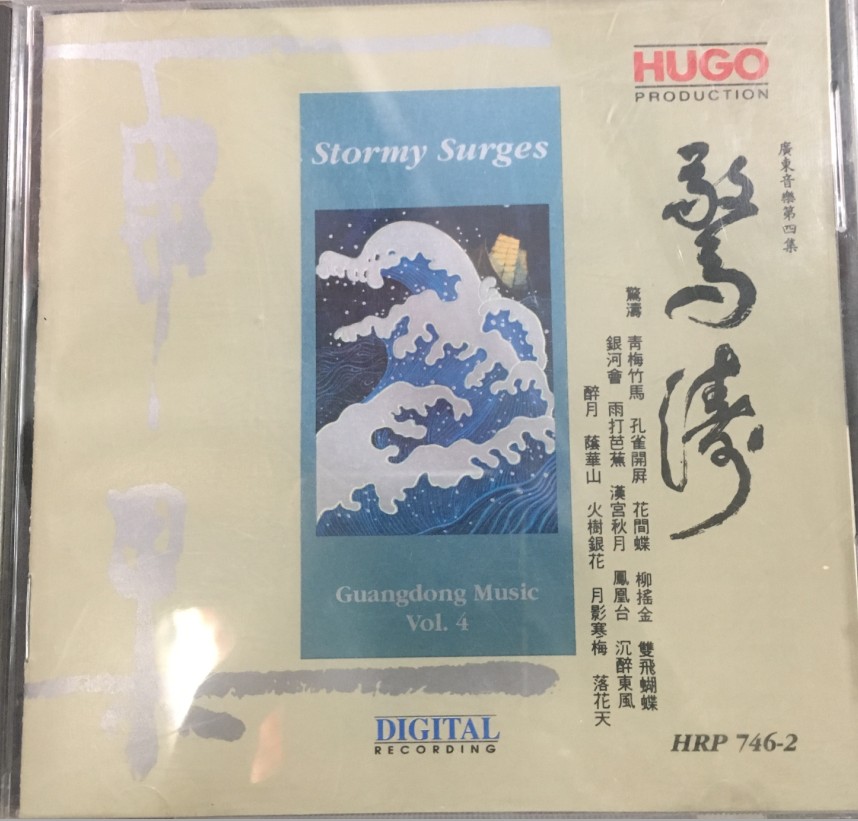 HUGO
PRODUCTION
廣東音樂第四集
驚濤
Stormy Surges
驚濤 青梅竹馬 孔雀開屏 花間蝶 柳搖金 雙飛蝴蝶
銀河會 雨打芭蕉 漢宮秋月 鳳凰台 沉醉東風
醉月 蔭華山 火樹銀花 月影寒梅 落花天
Guangdong Music
Vol. 4
DIGITAL
RECORDING
HRP 746-2